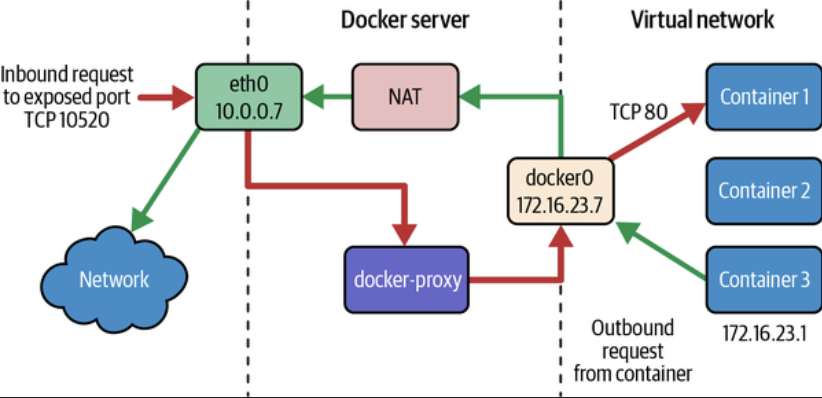 Docker server
Virtual network
Inbound request
to exposed port
TCP 10520
eth0
10.0.0.7
NAT
TCP 80
Container 1
docker0
172.16.23.7
Container 2
Network
docker-proxy
Container 3
172.16.23.1
Outbound
request
from container